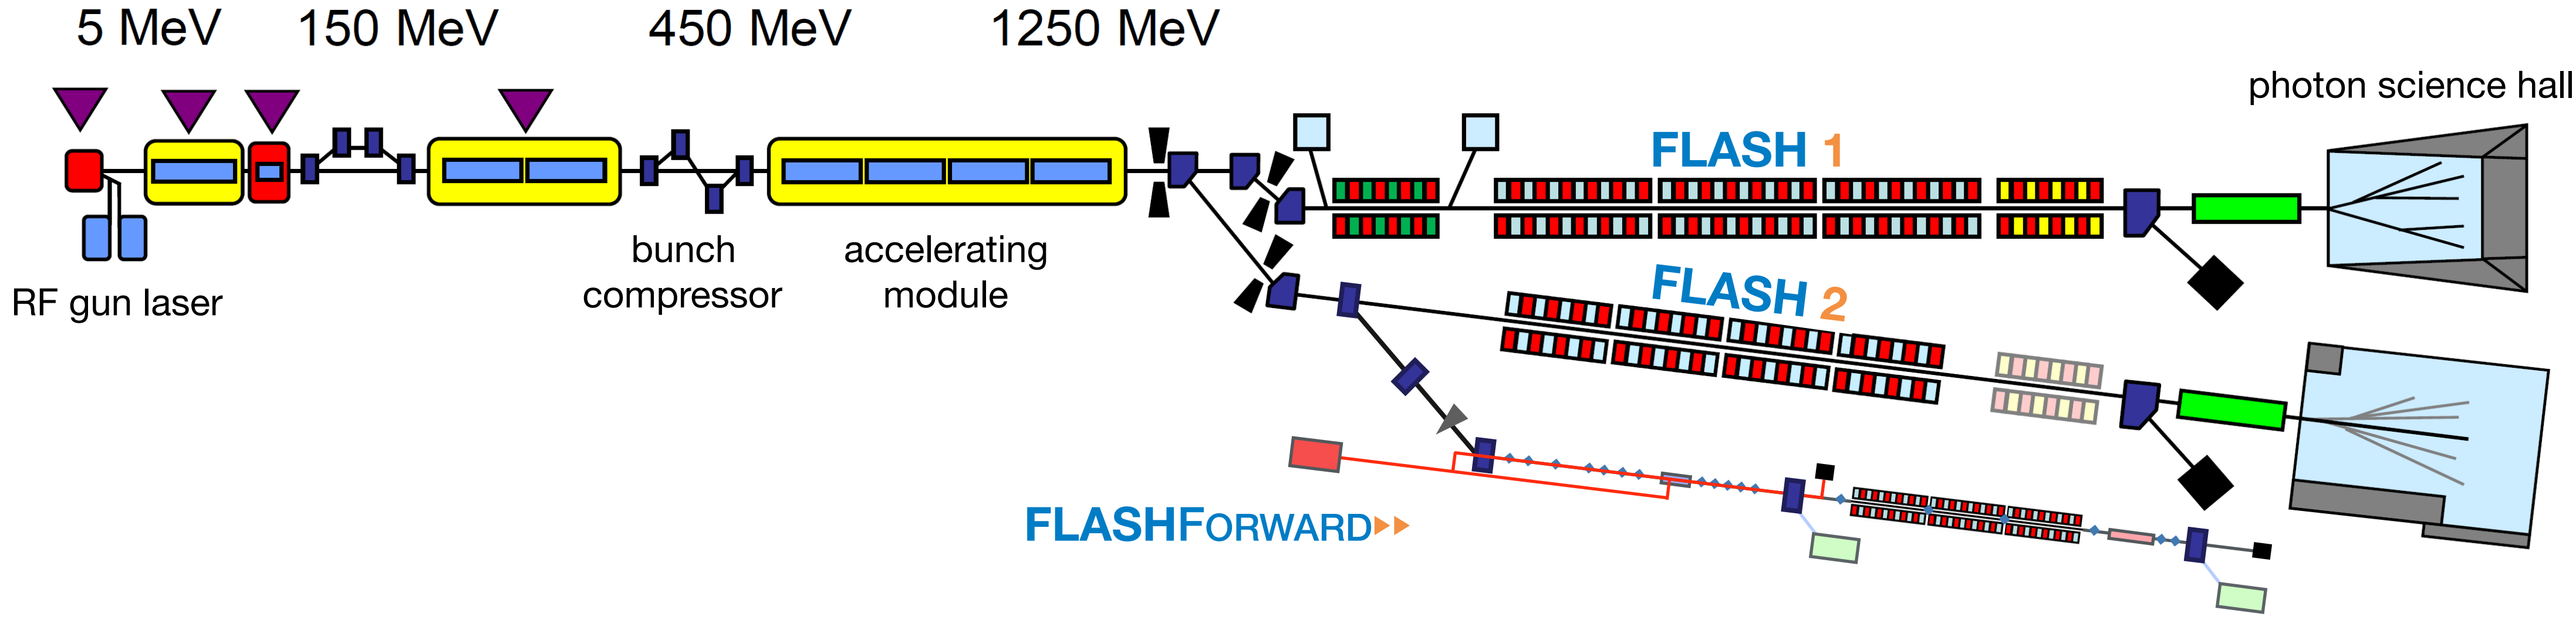 5 MeV 150 MeV 450 MeV 1250 MeV
photon science hall
FLASH 1
bunch
compressor
accelerating
module
RF gun laser
FLASH 2
FLASHFORWARD